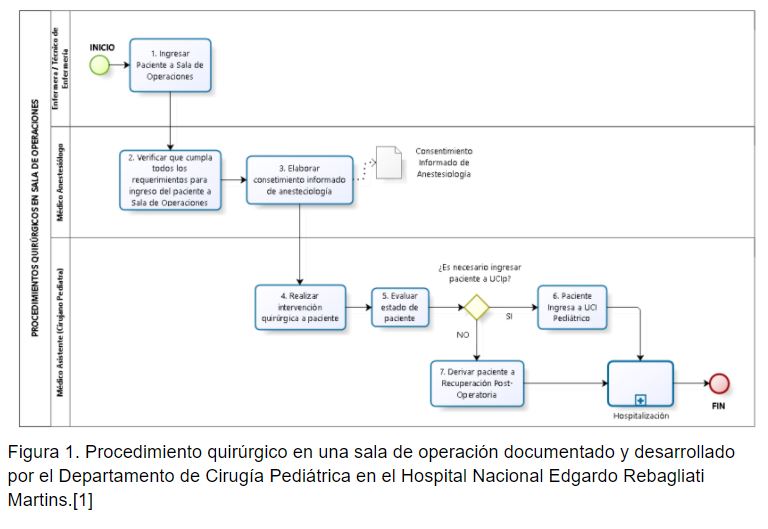 PROCEDIMIENTOS QUIRÚRGICOS EN SALA DE OPERACIONES
Enfermera / Técnico de
Enfermería
INICIO
1. Ingresar
Paciente a Sala de
Operaciones
Médico Anestesiólogo
2. Verificar que cumpla
todos los
requerimientos para
ingreso del paciente a
Sala de Operaciones
3. Elaborar
consetimiento informado
de anesteciología
Consentimiento
Informado de
Anestesiología
Médico Asistente (Cirujano Pediatra)
4. Realizar
intervención
quirúrgica a paciente
5. Evaluar
estado de
paciente
¿Es necesario ingresar
paciente a UCIp?
SI
NO
6. Paciente
Ingresa a UCI
Pediátrico
7. Derivar paciente a
Recuperación Post-
Operatoria
Hospitalización
FIN
Figura 1. Procedimiento quirúrgico en una sala de operación documentado y desarrollado
por el Departamento de Cirugía Pediátrica en el Hospital Nacional Edgardo Rebagliati
Martins.[1]